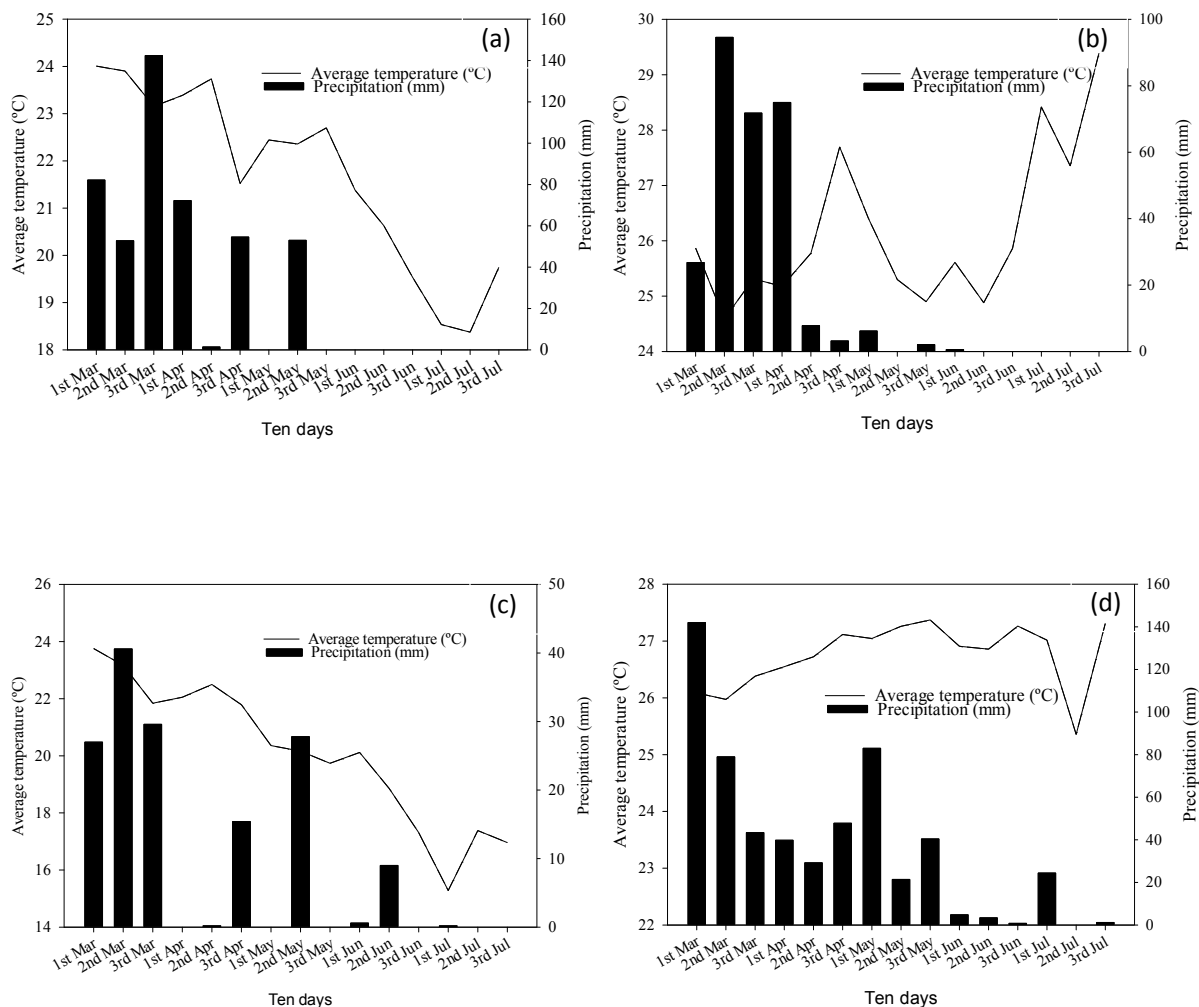 (a)
25
24
23
22
21
20
19
18
160
140
120
100
80
60
40
20
0
Average temperature (ºC)
Precipitation (mm)
Average temperature (ºC)
Precipitation (mm)
1st Mar
2nd Mar
3rd Mar
1st Apr
2nd Apr
3rd Apr
1st May
2nd May
3rd May
1st Jun
2nd Jun
3rd Jun
1st Jul
2nd Jul
3rd Jul
Ten days
(b)
30
29
28
27
26
25
24
100
80
60
40
20
0
Average temperature (ºC)
Precipitation (mm)
Average temperature (ºC)
Precipitation (mm)
1st Mar
2nd Mar
3rd Mar
1st Apr
2nd Apr
3rd Apr
1st May
2nd May
3rd May
1st Jun
2nd Jun
3rd Jun
1st Jul
2nd Jul
3rd Jul
Ten days
(c)
26
24
22
20
18
16
14
50
40
30
20
10
0
Average temperature (ºC)
Precipitation (mm)
Average temperature (ºC)
Precipitation (mm)
1st Mar
2nd Mar
3rd Mar
1st Apr
2nd Apr
3rd Apr
1st May
2nd May
3rd May
1st Jun
2nd Jun
3rd Jun
1st Jul
2nd Jul
3rd Jul
Ten days
(d)
28
27
26
25
24
23
22
160
140
120
100
80
60
40
20
0
Average temperature (ºC)
Precipitation (mm)
Average temperature (ºC)
Precipitation (mm)
1st Mar
2nd Mar
3rd Mar
1st Apr
2nd Apr
3rd Apr
1st May
2nd May
3rd May
1st Jun
2nd Jun
3rd Jun
1st Jul
2nd Jul
3rd Jul
Ten days